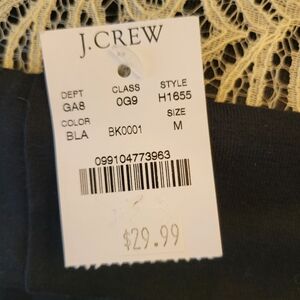 J.CREW
DEPT CLASS STYLE
GA8 0G9 H1655
COLOR SIZE
BLA BK0001 M
099104773963
$29.99